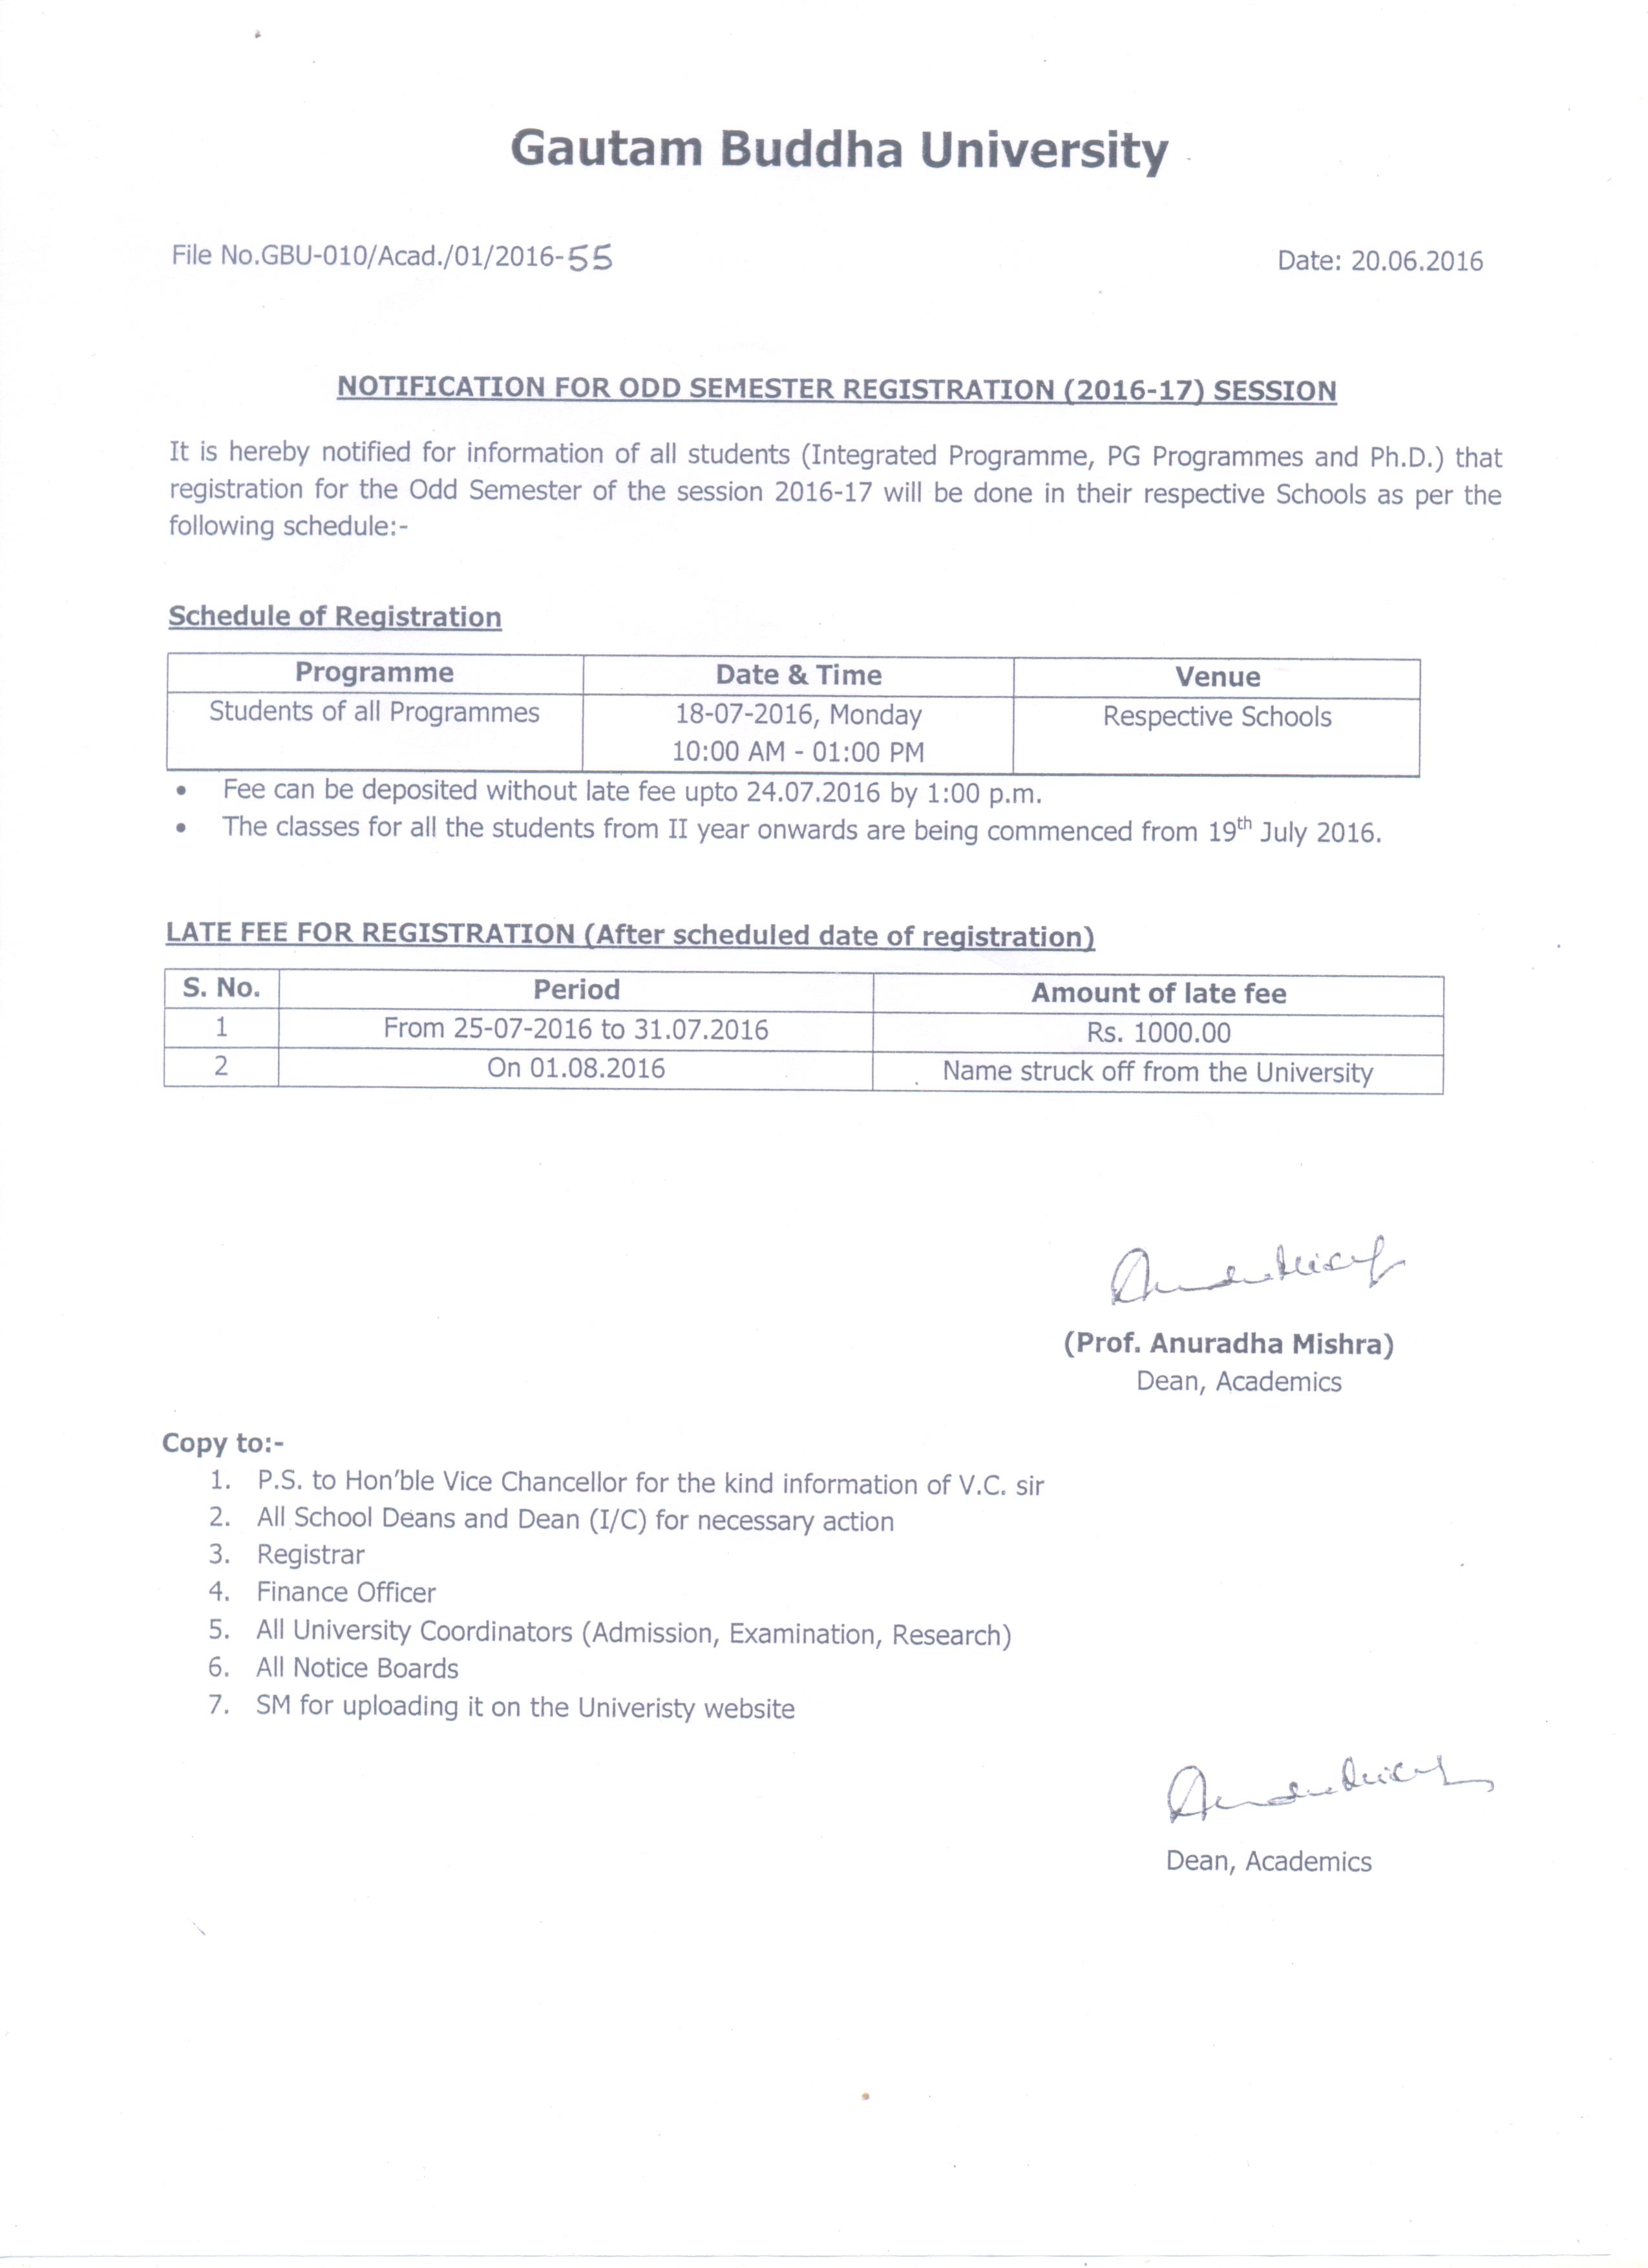 Gautam Buddha University
File No.GBU-010/Acad./01/2016-55
Date: 20.06.2016
NOTIFICATION FOR ODD SEMESTER REGISTRATION (2016-17) SESSION
It is hereby notified for information of all students (Integrated Programme, PG Programmes and Ph.D.) that
registration for the Odd Semester of the session 2016-17 will be done in their respective Schools as per the
following schedule:-
Schedule of Registration
Programme Date & Time Venue
Students of all Programmes 18-07-2016, Monday Respective Schools
10:00 AM - 01:00 PM
• Fee can be deposited without late fee upto 24.07.2016 by 1:00 p.m.
• The classes for all the students from II year onwards are being commenced from 19th July 2016.
LATE FEE FOR REGISTRATION (After scheduled date of registration)
S. No. Period Amount of late fee
1 From 25-07-2016 to 31.07.2016 Rs. 1000.00
2 On 01.08.2016 Name struck off from the University
(Prof. Anuradha Mishra)
Dean, Academics
Copy to:-
1. P.S. to Hon'ble Vice Chancellor for the kind information of V.C. sir
2. All School Deans and Dean (I/C) for necessary action
3. Registrar
4. Finance Officer
5. All University Coordinators (Admission, Examination, Research)
6. All Notice Boards
7. SM for uploading it on the Univeristy website
Dean, Academics